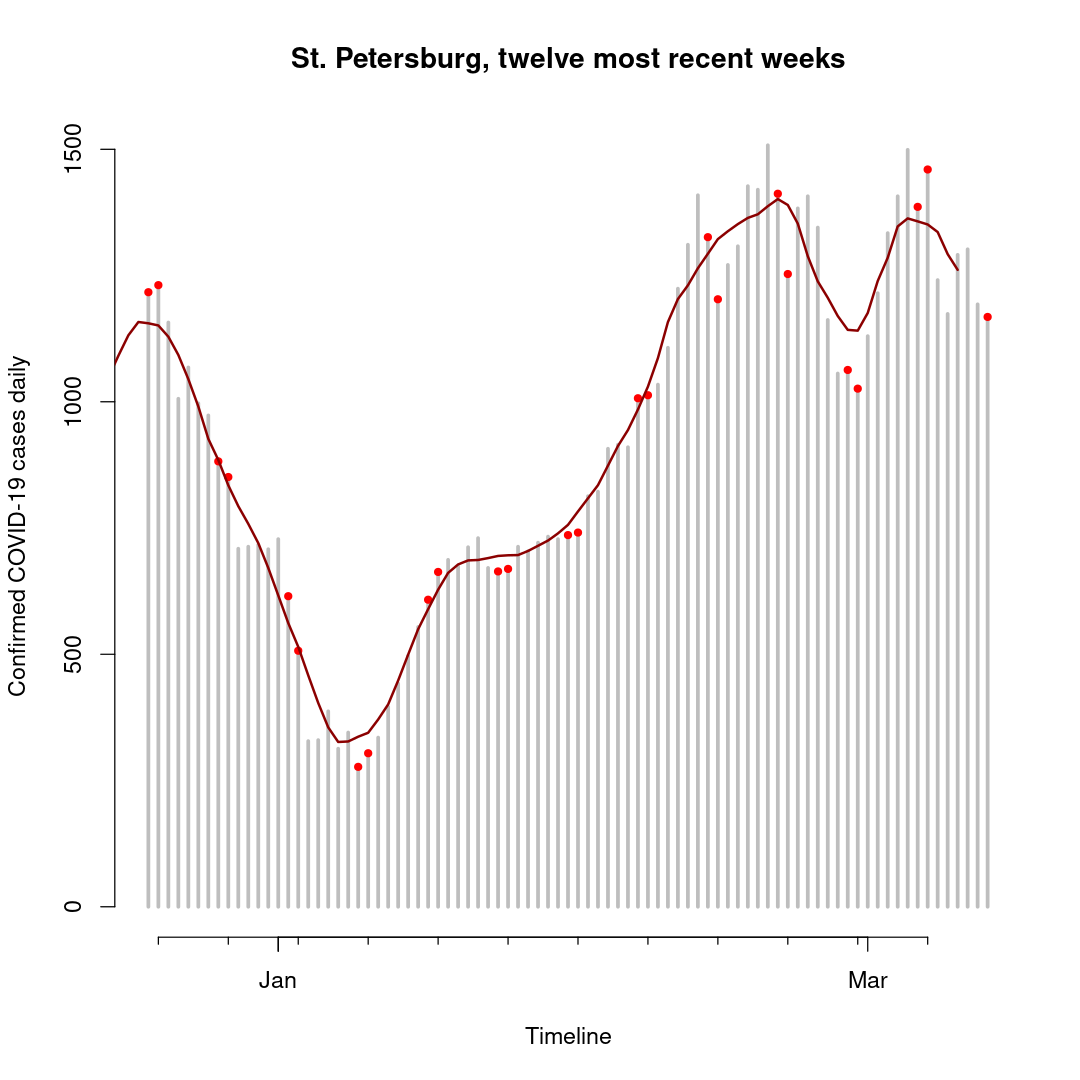 St. Petersburg, twelve most recent weeks
Confirmed COVID-19 cases daily
1500
1000
500
0
Jan
Mar
Timeline